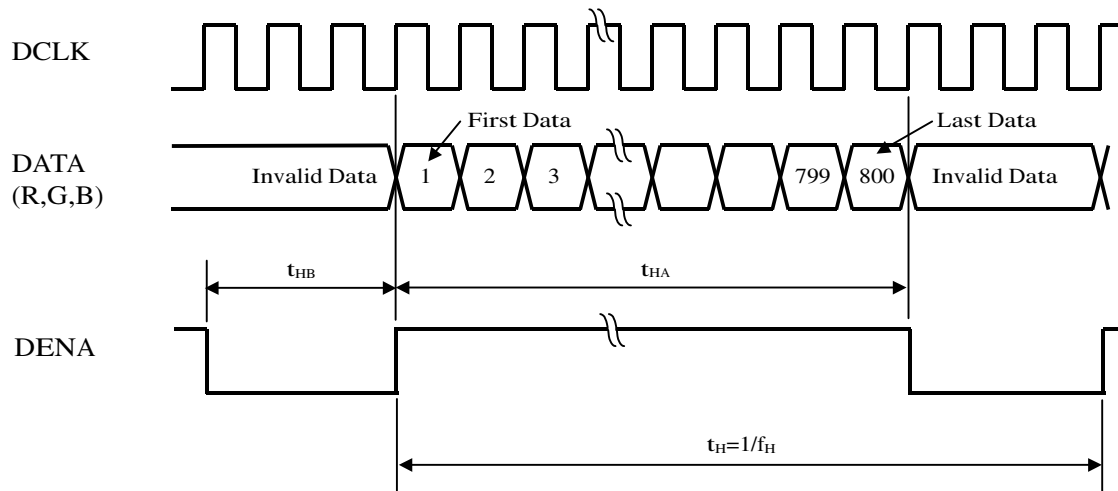 DCLK
First Data
Last Data
DATA
(R,G,B)
Invalid Data
1
2
3
799
800
Invalid Data
tHB
tHA
DENA
tH=1/fH